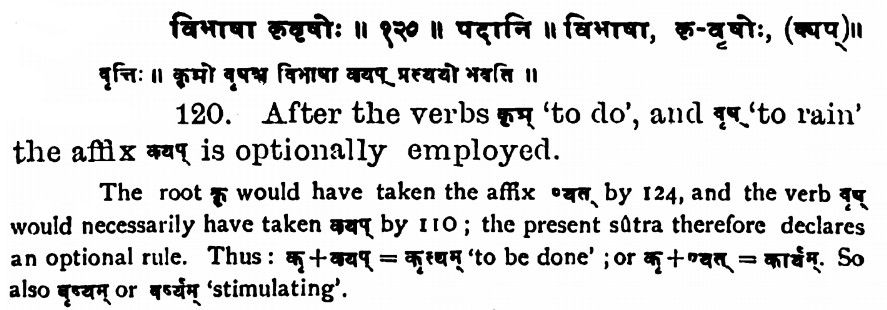 विभाषा कृवृषोः ॥ १२० ॥ पदानि ॥ विभाषा, कृ-वृषोः, (क्यप्)॥
वृत्तिः ॥ कृञो वृषश्च विभाषा क्यप् प्रत्ययो भवति ॥
120. After the verbs कृञ् 'to do', and वृष् 'to rain'
the affix क्यप् is optionally employed.
The root कृ would have taken the affix ण्यत् by 124, and the verb वृष्
would necessarily have taken क्यप् by 110 ; the present sûtra therefore declares
an optional rule. Thus : कृ+क्यप् = कृत्यम् 'to be done' ; or कृ+ण्यत् = कार्यम्. So
also वृष्यम् or वर्ष्यम् 'stimulating'.